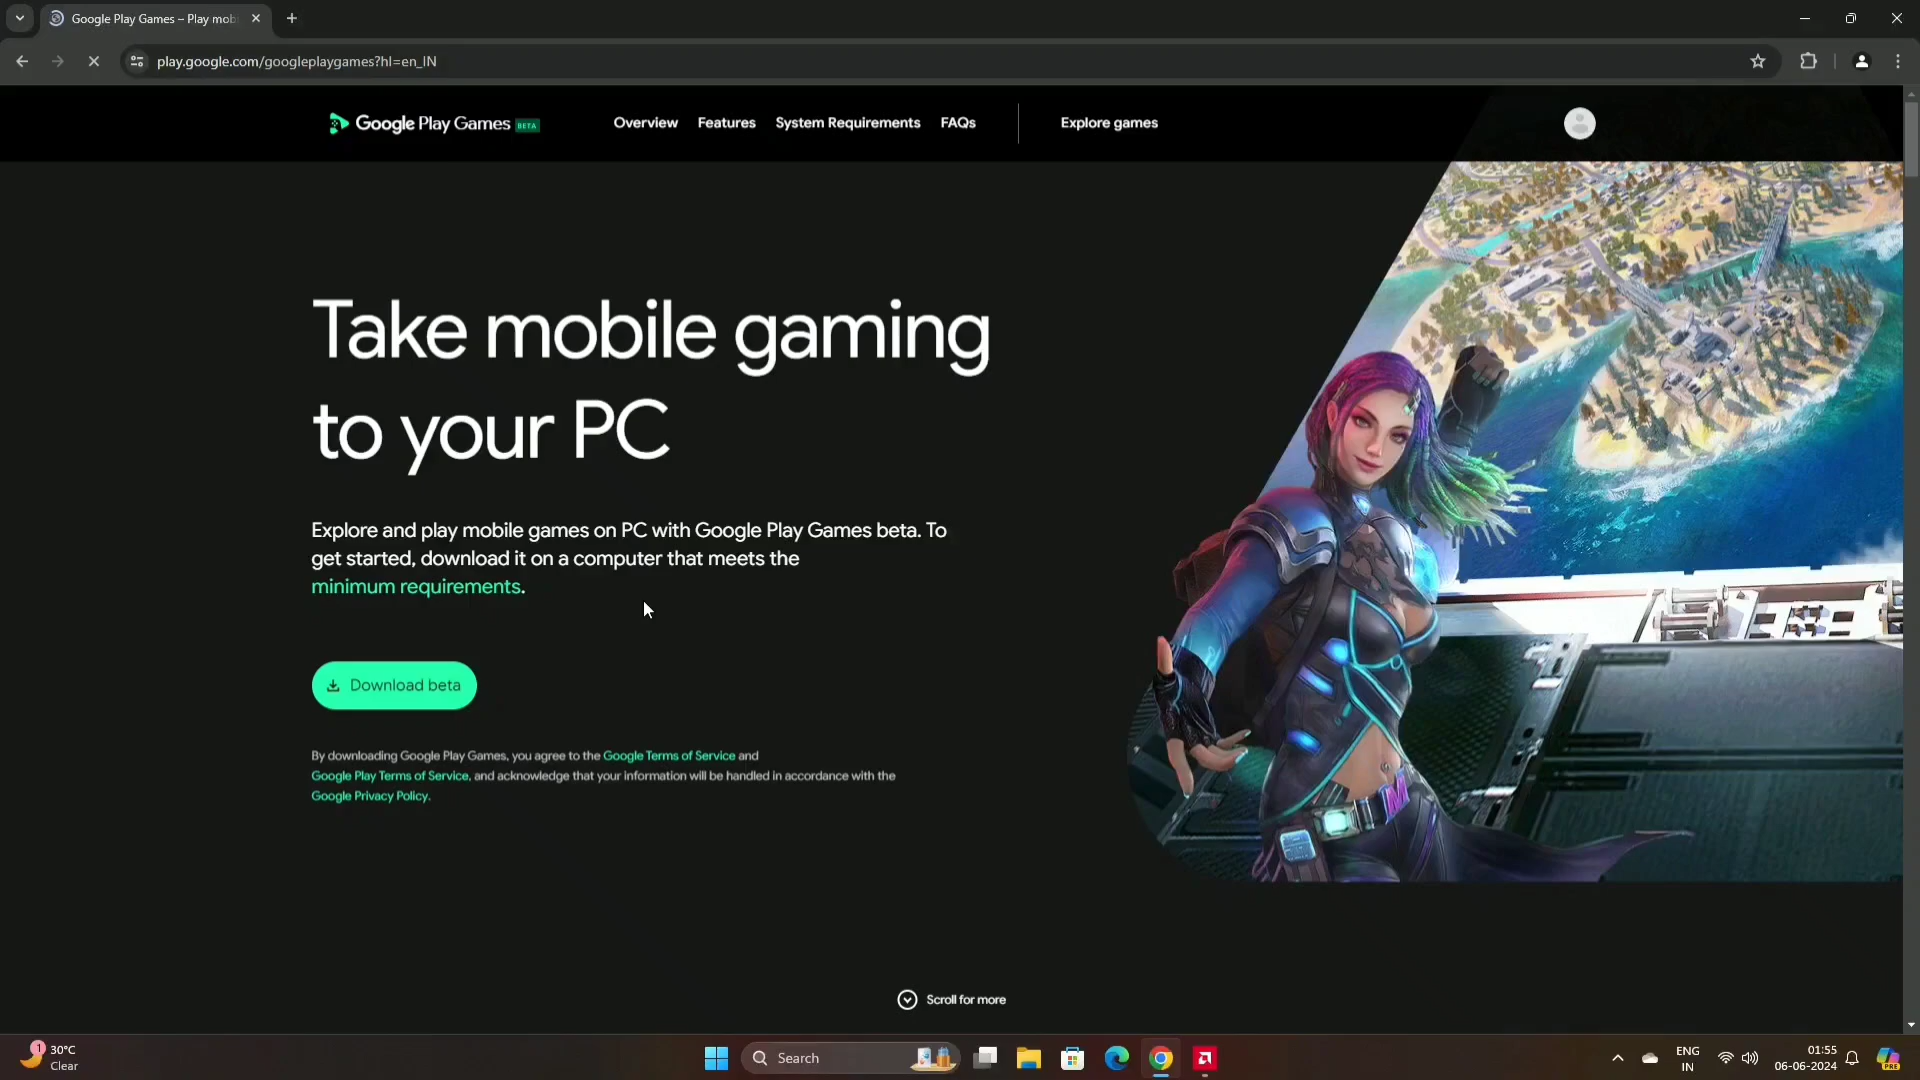 Google Play Games – Play mob
play.google.com/googleplaygames?hl=en_IN
Google Play Games BETA
Overview
Features
System Requirements
FAQs
Explore games
Take mobile gaming
to your PC
Explore and play mobile games on PC with Google Play Games beta. To
get started, download it on a computer that meets the
minimum requirements.
Download beta
By downloading Google Play Games, you agree to the Google Terms of Service and
Google Play Terms of Service, and acknowledge that your information will be handled in accordance with the
Google Privacy Policy.
Scroll for more
1
30°C
Clear
Search
ENG
IN
01:55
06-06-2024
PRE